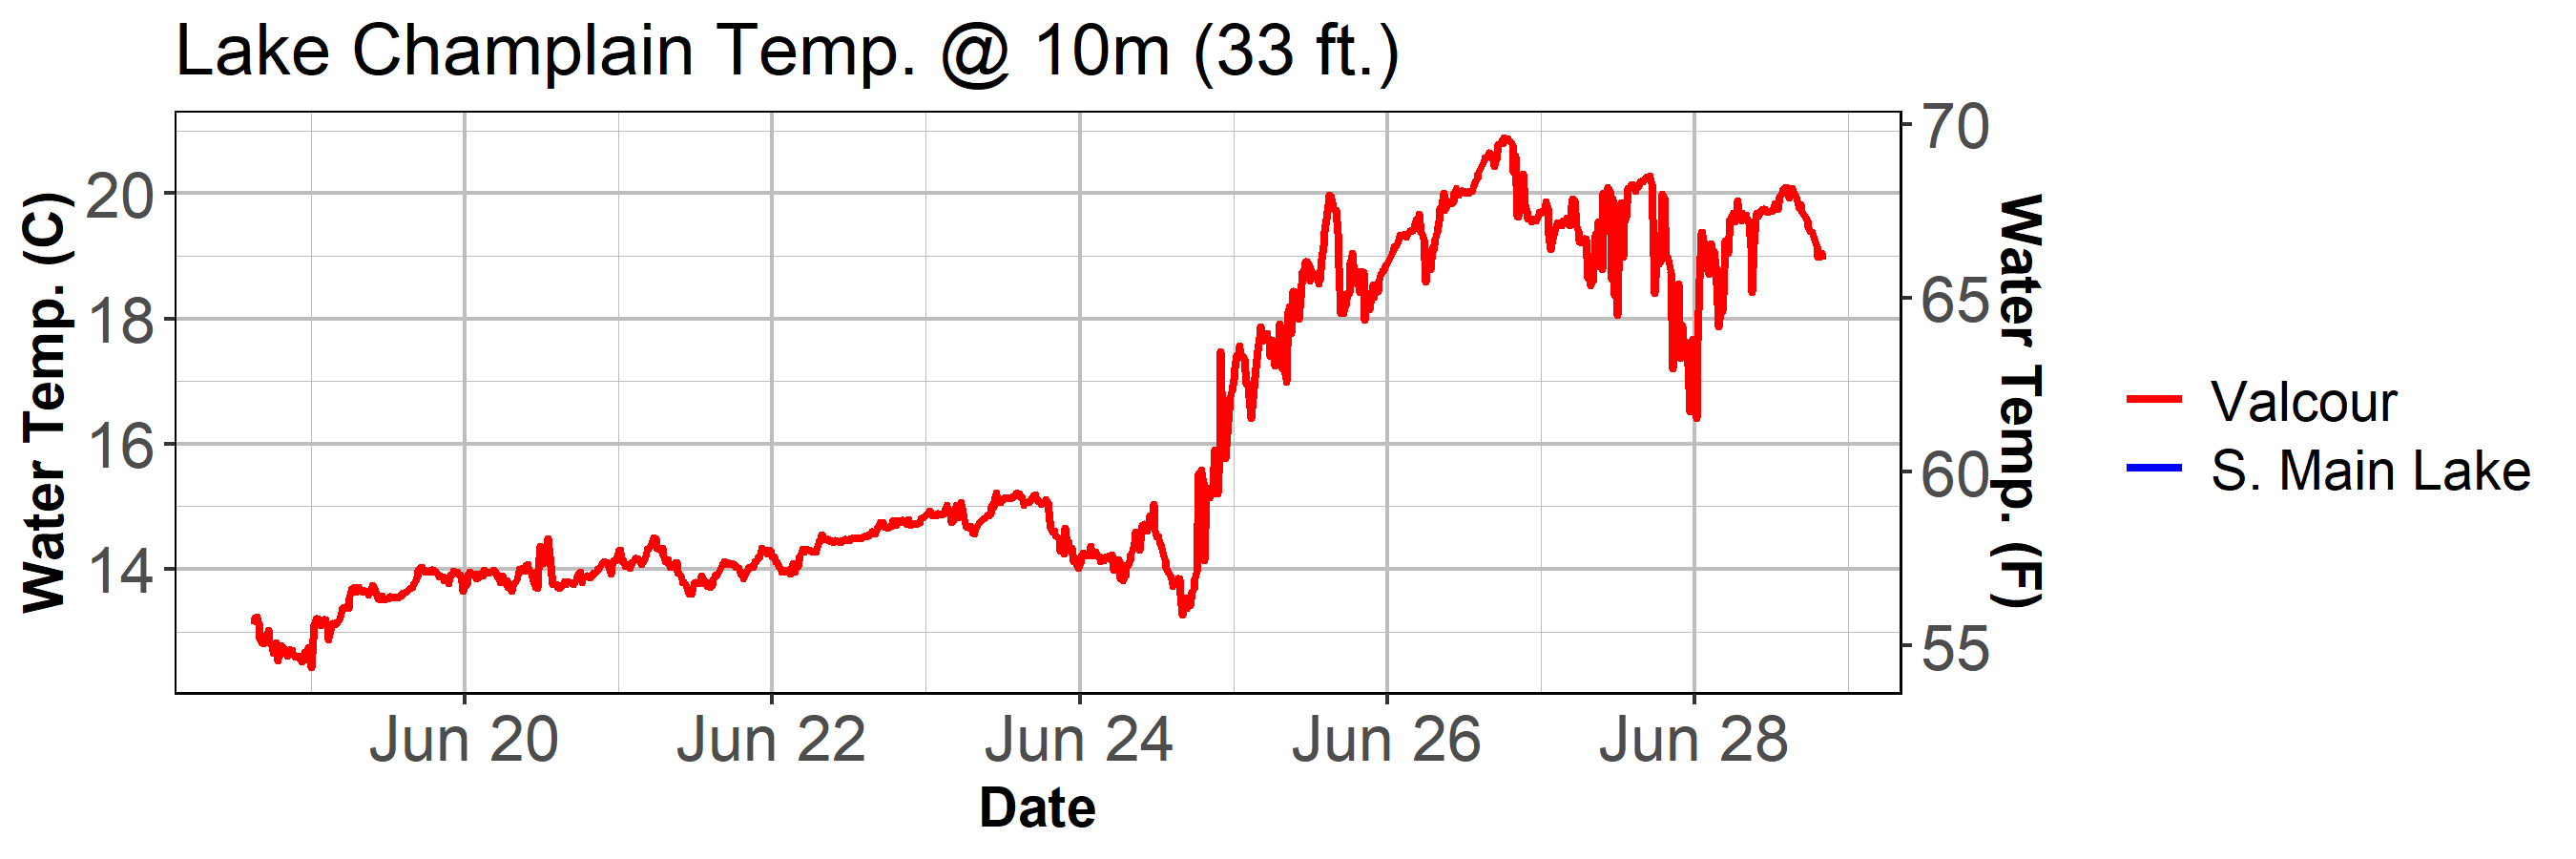 Lake Champlain Temp. @ 10m (33 ft.)
Water Temp. (C)
20
18
16
14
70
65
60
55
Water Temp. (F)
Jun 20
Jun 22
Jun 24
Jun 26
Jun 28
Date
Valcour
S. Main Lake